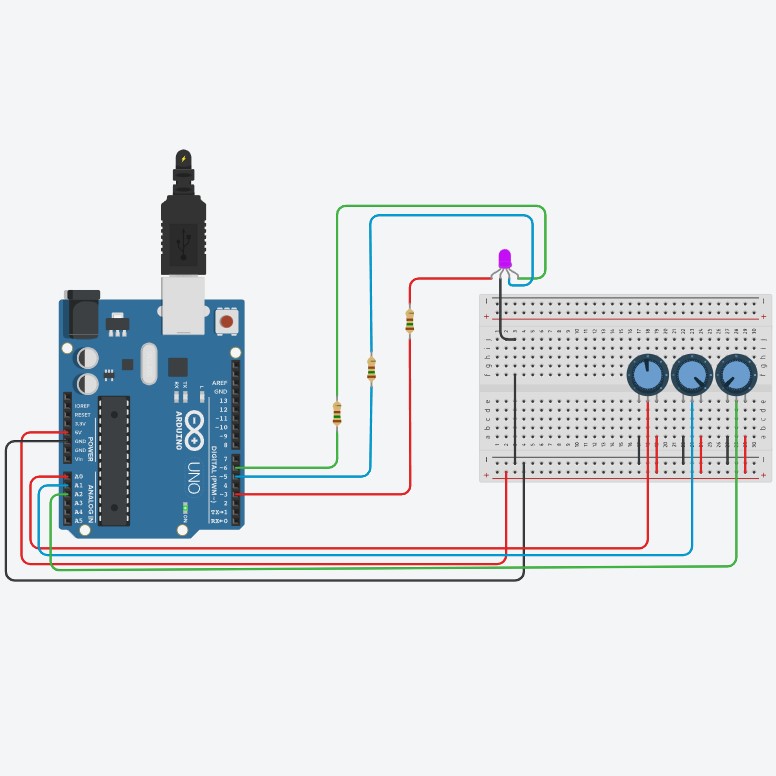 AREF
GND
13
12
~11
~10
~9
8
7
~6
~5
4
~3
2
TX→1
RX←0
DIGITAL (PWM~)
IOREF
RESET
3.3V
5V
GND
GND
Vin
POWER
A0
A1
A2
A3
A4
A5
ANALOG IN
RX
TX
L
ARDUINO
UNO
ON
j
h
g
f
e
d
c
b
a